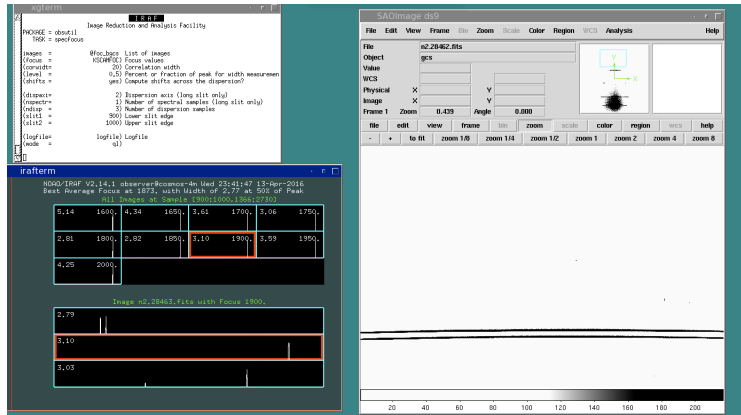 xgterm
I R A F
Image Reduction and Analysis Facility
PACKAGE = obsutil
TASK = specfocus
images = @foc_bgcs List of images
(focus = KSCAMFOC) Focus values
(corwidt= 20) Correlation width
(level = 0.5) Percent or fraction of peak for width measuremen
(shifts = yes) Compute shifts across the dispersion?
(dispaxi= 2) Dispersion axis (long slit only)
(nspectr= 1) Number of spectral samples (long slit only)
(ndisp = 3) Number of dispersion samples
(slit1 = 900) Lower slit edge
(slit2 = 1000) Upper slit edge
(logfile= logfile) Logfile
(mode = ql)
irafterm
NOAO/IRAF V2.14.1 observer@cosmos-4m Wed 23:41:47 13-Apr-2016
Best Average Focus at 1873. with Width of 2.77 at 50% of Peak
All Images at Sample [900:1000,1366:2730]
5.14 1600. 4.34 1650. 3.61 1700. 3.06 1750.
2.81 1800. 2.82 1850. 3.10 1900. 3.59 1950.
4.25 2000.
Image n2.28463.fits with Focus 1900.
2.79
3.10
3.03
SAOImage ds9
File Edit View Frame Bin Zoom Scale Color Region WCS Analysis Help
File n2.28462.fits
Object gcs
Value
WCS
Physical X Y
Image X Y
Frame 1 Zoom 0.439 Angle 0.000
Y
X
file edit view frame bin zoom scale color region wcs help
- + to fit zoom 1/8 zoom 1/4 zoom 1/2 zoom 1 zoom 2 zoom 4 zoom 8
20 40 60 80 100 120 140 160 180 200